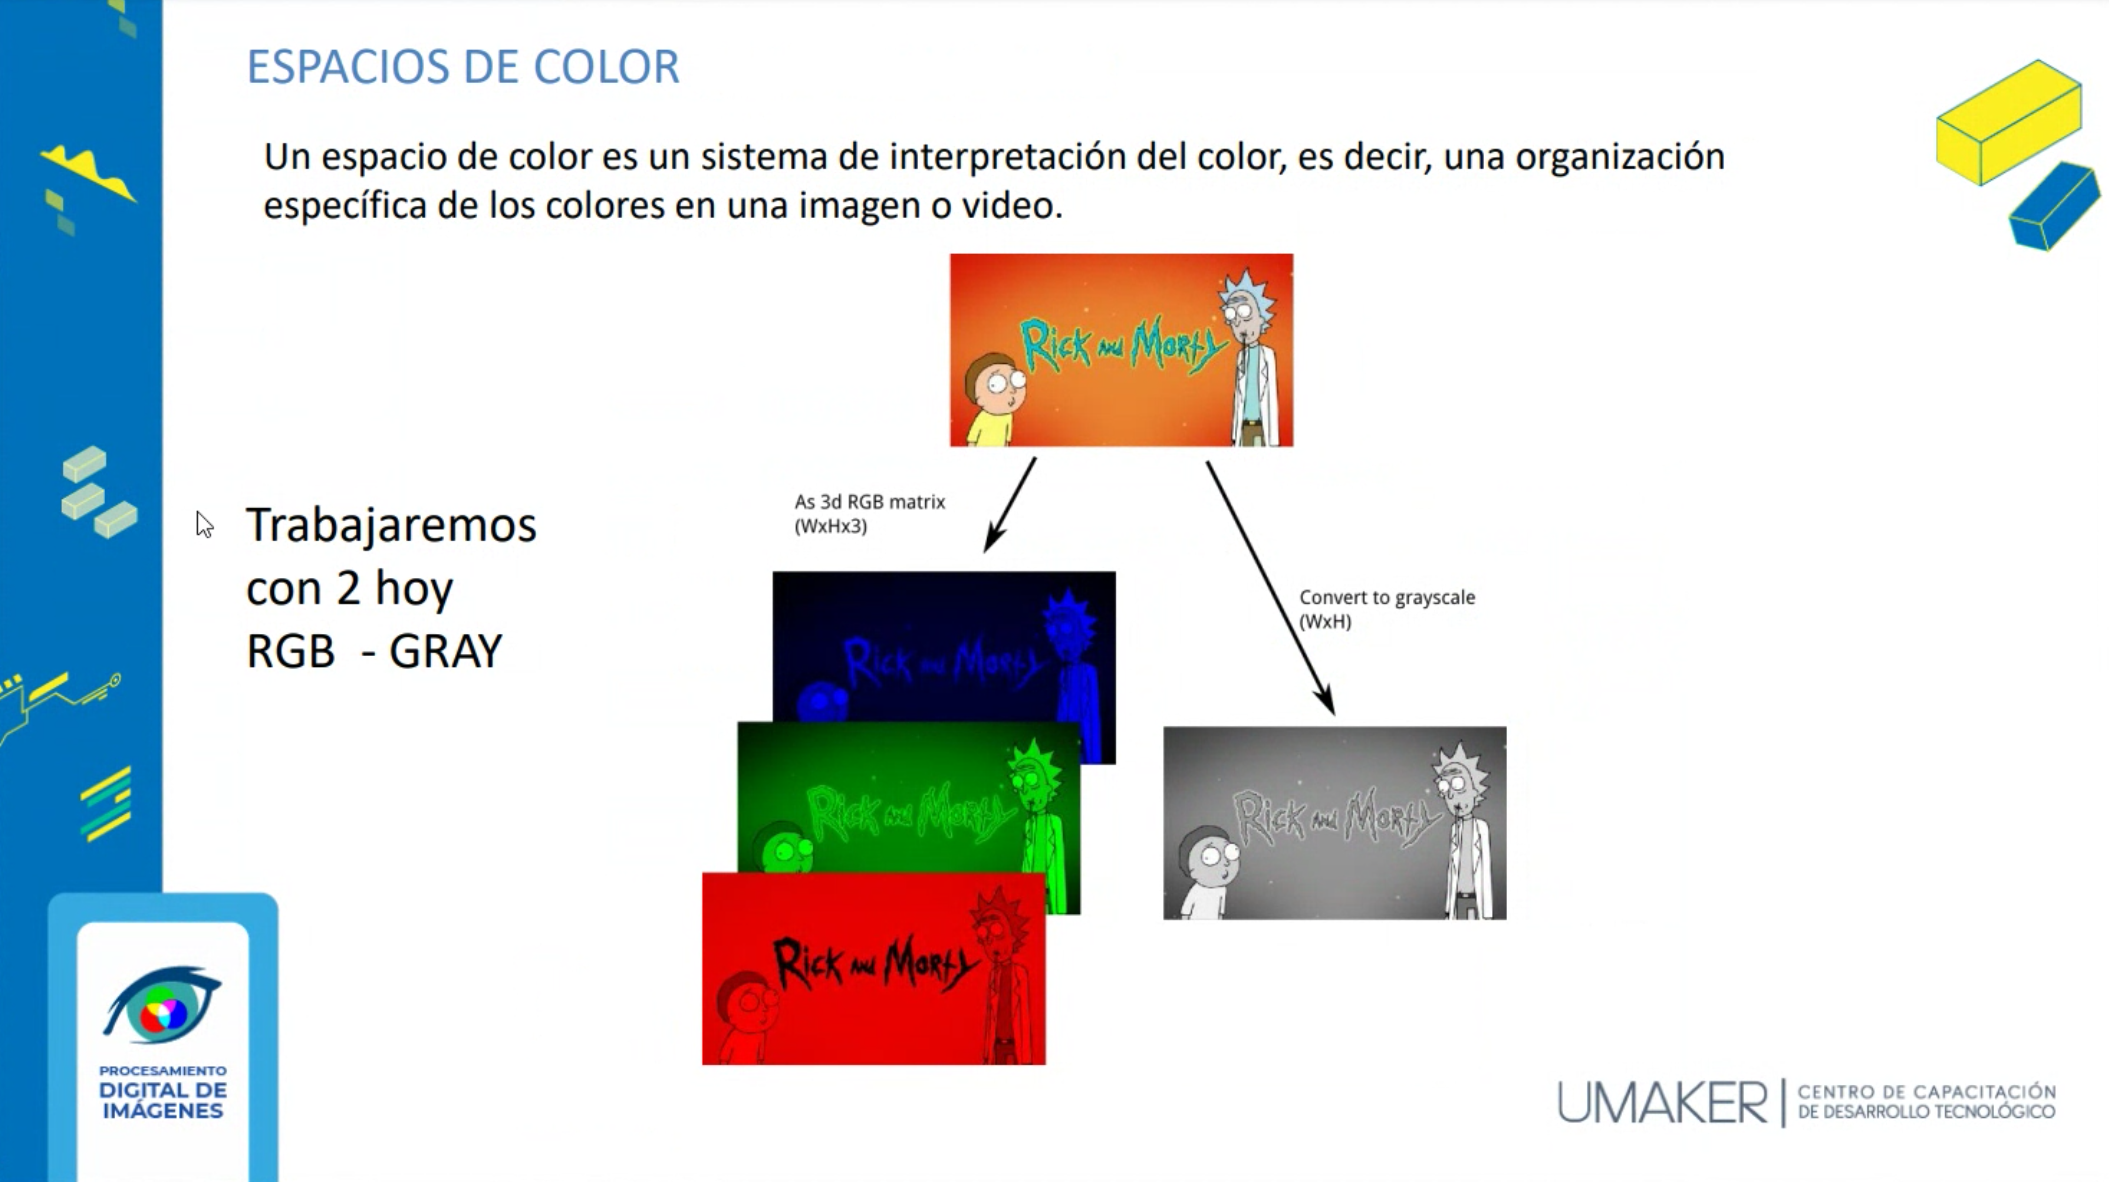 ESPACIOS DE COLOR
Un espacio de color es un sistema de interpretación del color, es decir, una organización
específica de los colores en una imagen o video.
Rick and Morty
As 3d RGB matrix
(WxHx3)
Convert to grayscale
(WxH)
Trabajaremos
con 2 hoy
RGB - GRAY
Rick and Morty
Rick and Morty
Rick and Morty
Rick and Morty
PROCESAMIENTO
DIGITAL DE
IMÁGENES
UMAKER
CENTRO DE CAPACITACIÓN
DE DESARROLLO TECNOLÓGICO